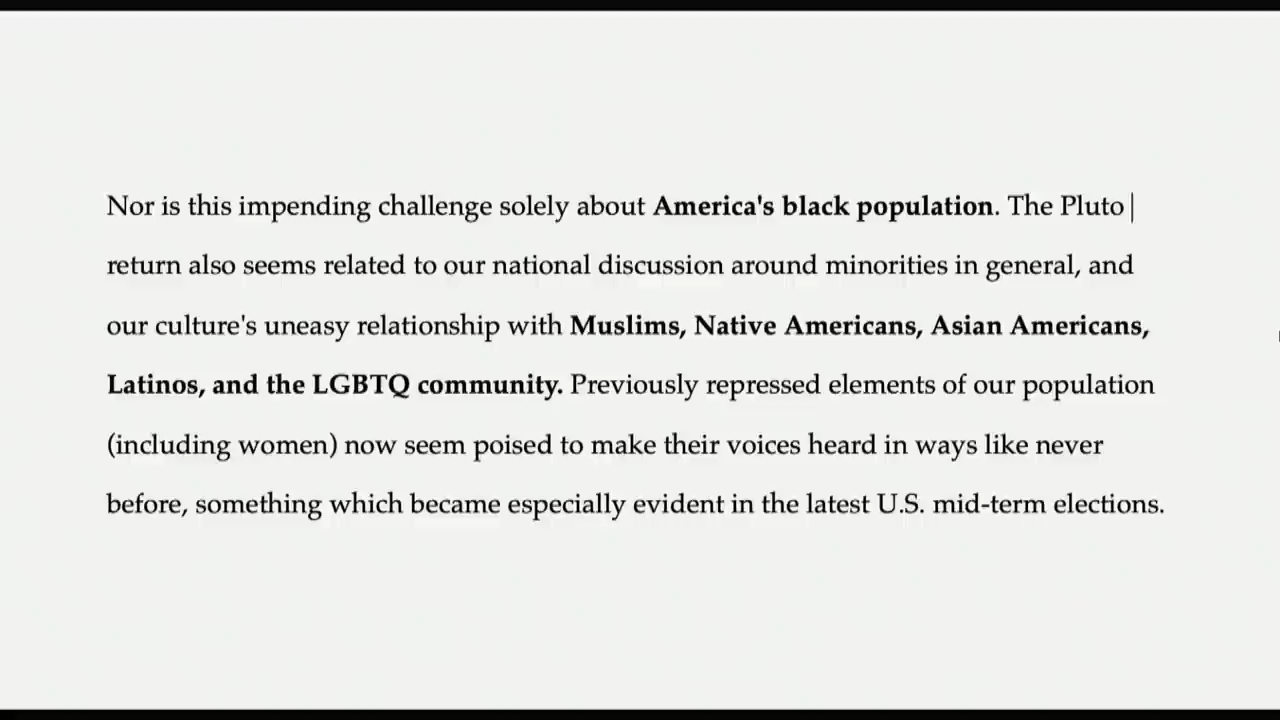 Nor is this impending challenge solely about America's black population. The Pluto
return also seems related to our national discussion around minorities in general, and
our culture's uneasy relationship with Muslims, Native Americans, Asian Americans,
Latinos, and the LGBTQ community. Previously repressed elements of our population
(including women) now seem poised to make their voices heard in ways like never
before, something which became especially evident in the latest U.S. mid-term elections.